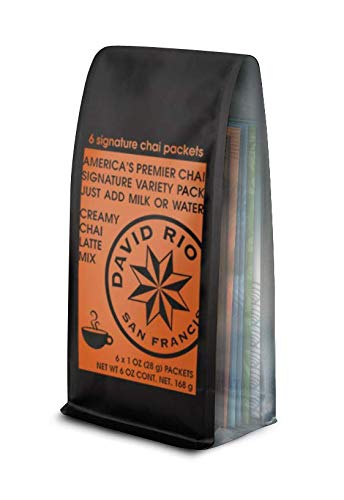 6 signature chai packets
AMERICA'S PREMIER CHAI
SIGNATURE VARIETY PACK
JUST ADD MILK OR WATER
CREAMY
CHAI
LATTE
MIX
DAVID RIO
SAN FRANCIS
6 x 1 OZ (28 g) PACKETS
NET WT 6 OZ CONT. NET. 168 g